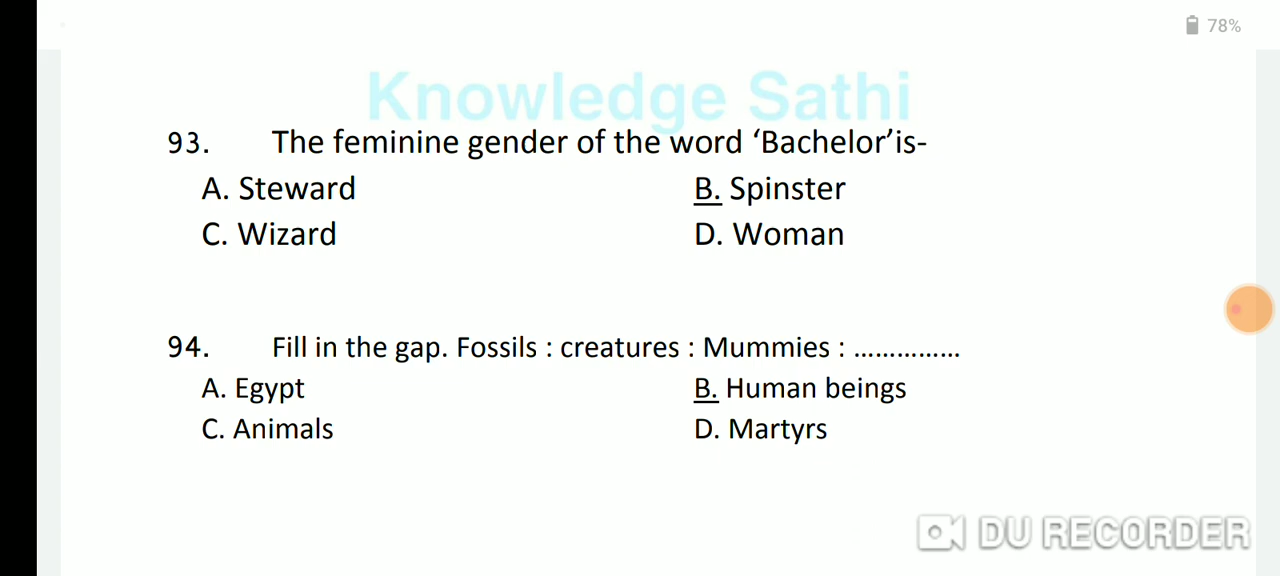 78%
Knowledge Sathi
93. The feminine gender of the word ‘Bachelor’is-
A. Steward B. Spinster
C. Wizard D. Woman
94. Fill in the gap. Fossils : creatures : Mummies : ...............
A. Egypt B. Human beings
C. Animals D. Martyrs
DU RECORDER